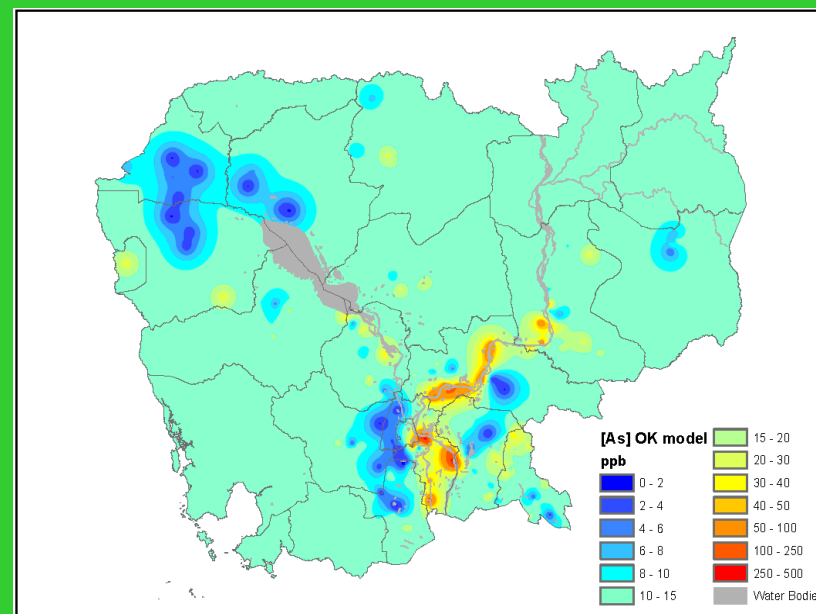 [As] OK model
ppb
0 - 2
2 - 4
4 - 6
6 - 8
8 - 10
10 - 15
15 - 20
20 - 30
30 - 40
40 - 50
50 - 100
100 - 250
250 - 500
Water Bodie